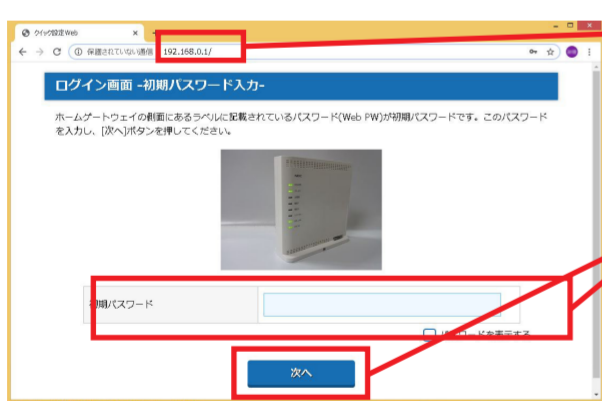 クイック設定Web
保護されていない通信
192.168.0.1/
ログイン画面 -初期パスワード入力-
ホームゲートウェイの側面にあるラベルに記載されているパスワード(Web PW)が初期パスワードです。このパスワード
を入力し、[次へ]ボタンを押してください。
初期パスワード
パスワードを表示する
次へ